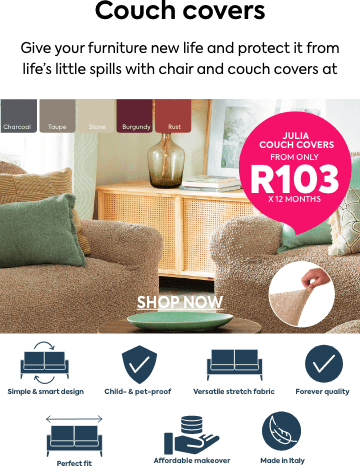 Couch covers
Give your furniture new life and protect it from
life's little spills with chair and couch covers at
Charcoal
Taupe
Stone
Burgundy
Rust
JULIA
COUCH COVERS
FROM ONLY
R103
X 12 MONTHS
SHOP NOW
Simple & smart design
Child- & pet-proof
Versatile stretch fabric
Forever quality
Perfect fit
Affordable makeover
Made in Italy